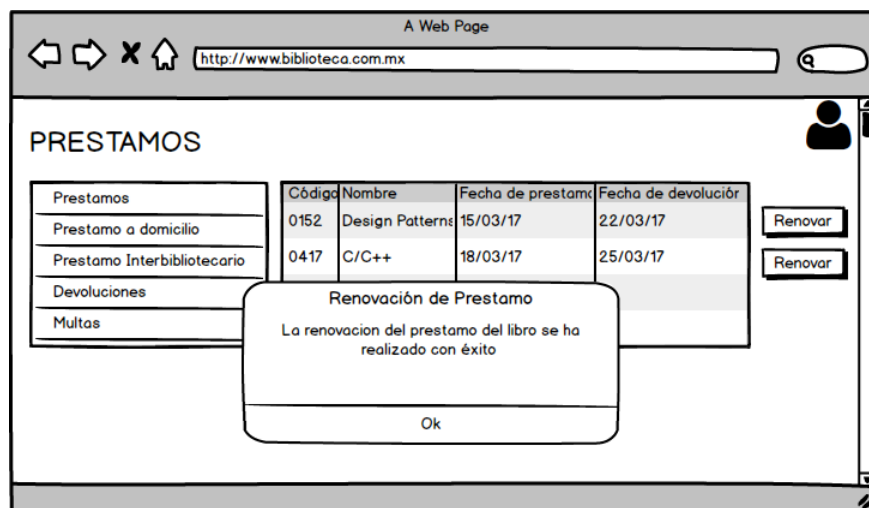 A Web Page
http://www.biblioteca.com.mx
PRESTAMOS
Prestamos
Prestamo a domicilio
Prestamo Interbibliotecario
Devoluciones
Multas
Código Nombre Fecha de prestamo Fecha de devolución
0152 Design Patterns 15/03/17 22/03/17 Renovar
0417 C/C++ 18/03/17 25/03/17 Renovar
Renovación de Prestamo
La renovacion del prestamo del libro se ha
realizado con éxito
Ok